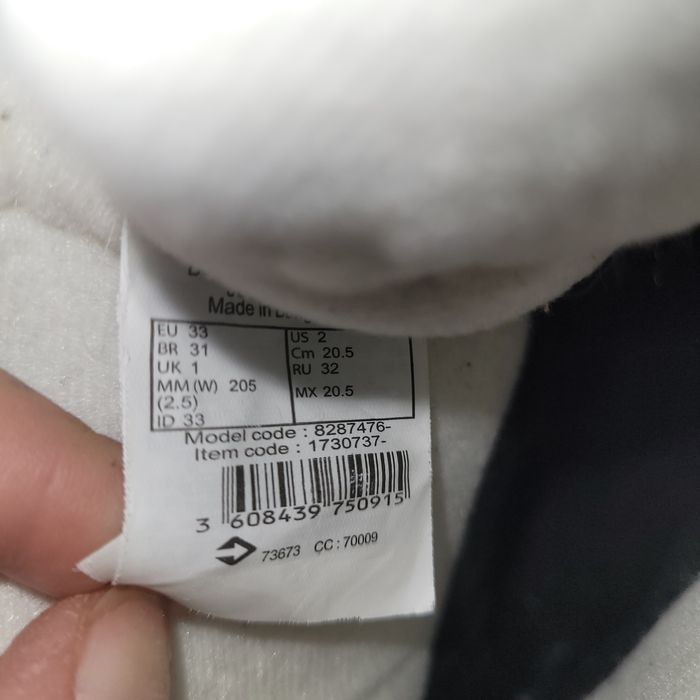 Made in
EU 33
BR 31
UK 1
MM (W) 205
(2.5)
ID 33
US 2
Cm 20.5
RU 32
MX 20.5
Model code : 8287476-
Item code : 1730737-
3 608439 750915
73673 CC : 70009